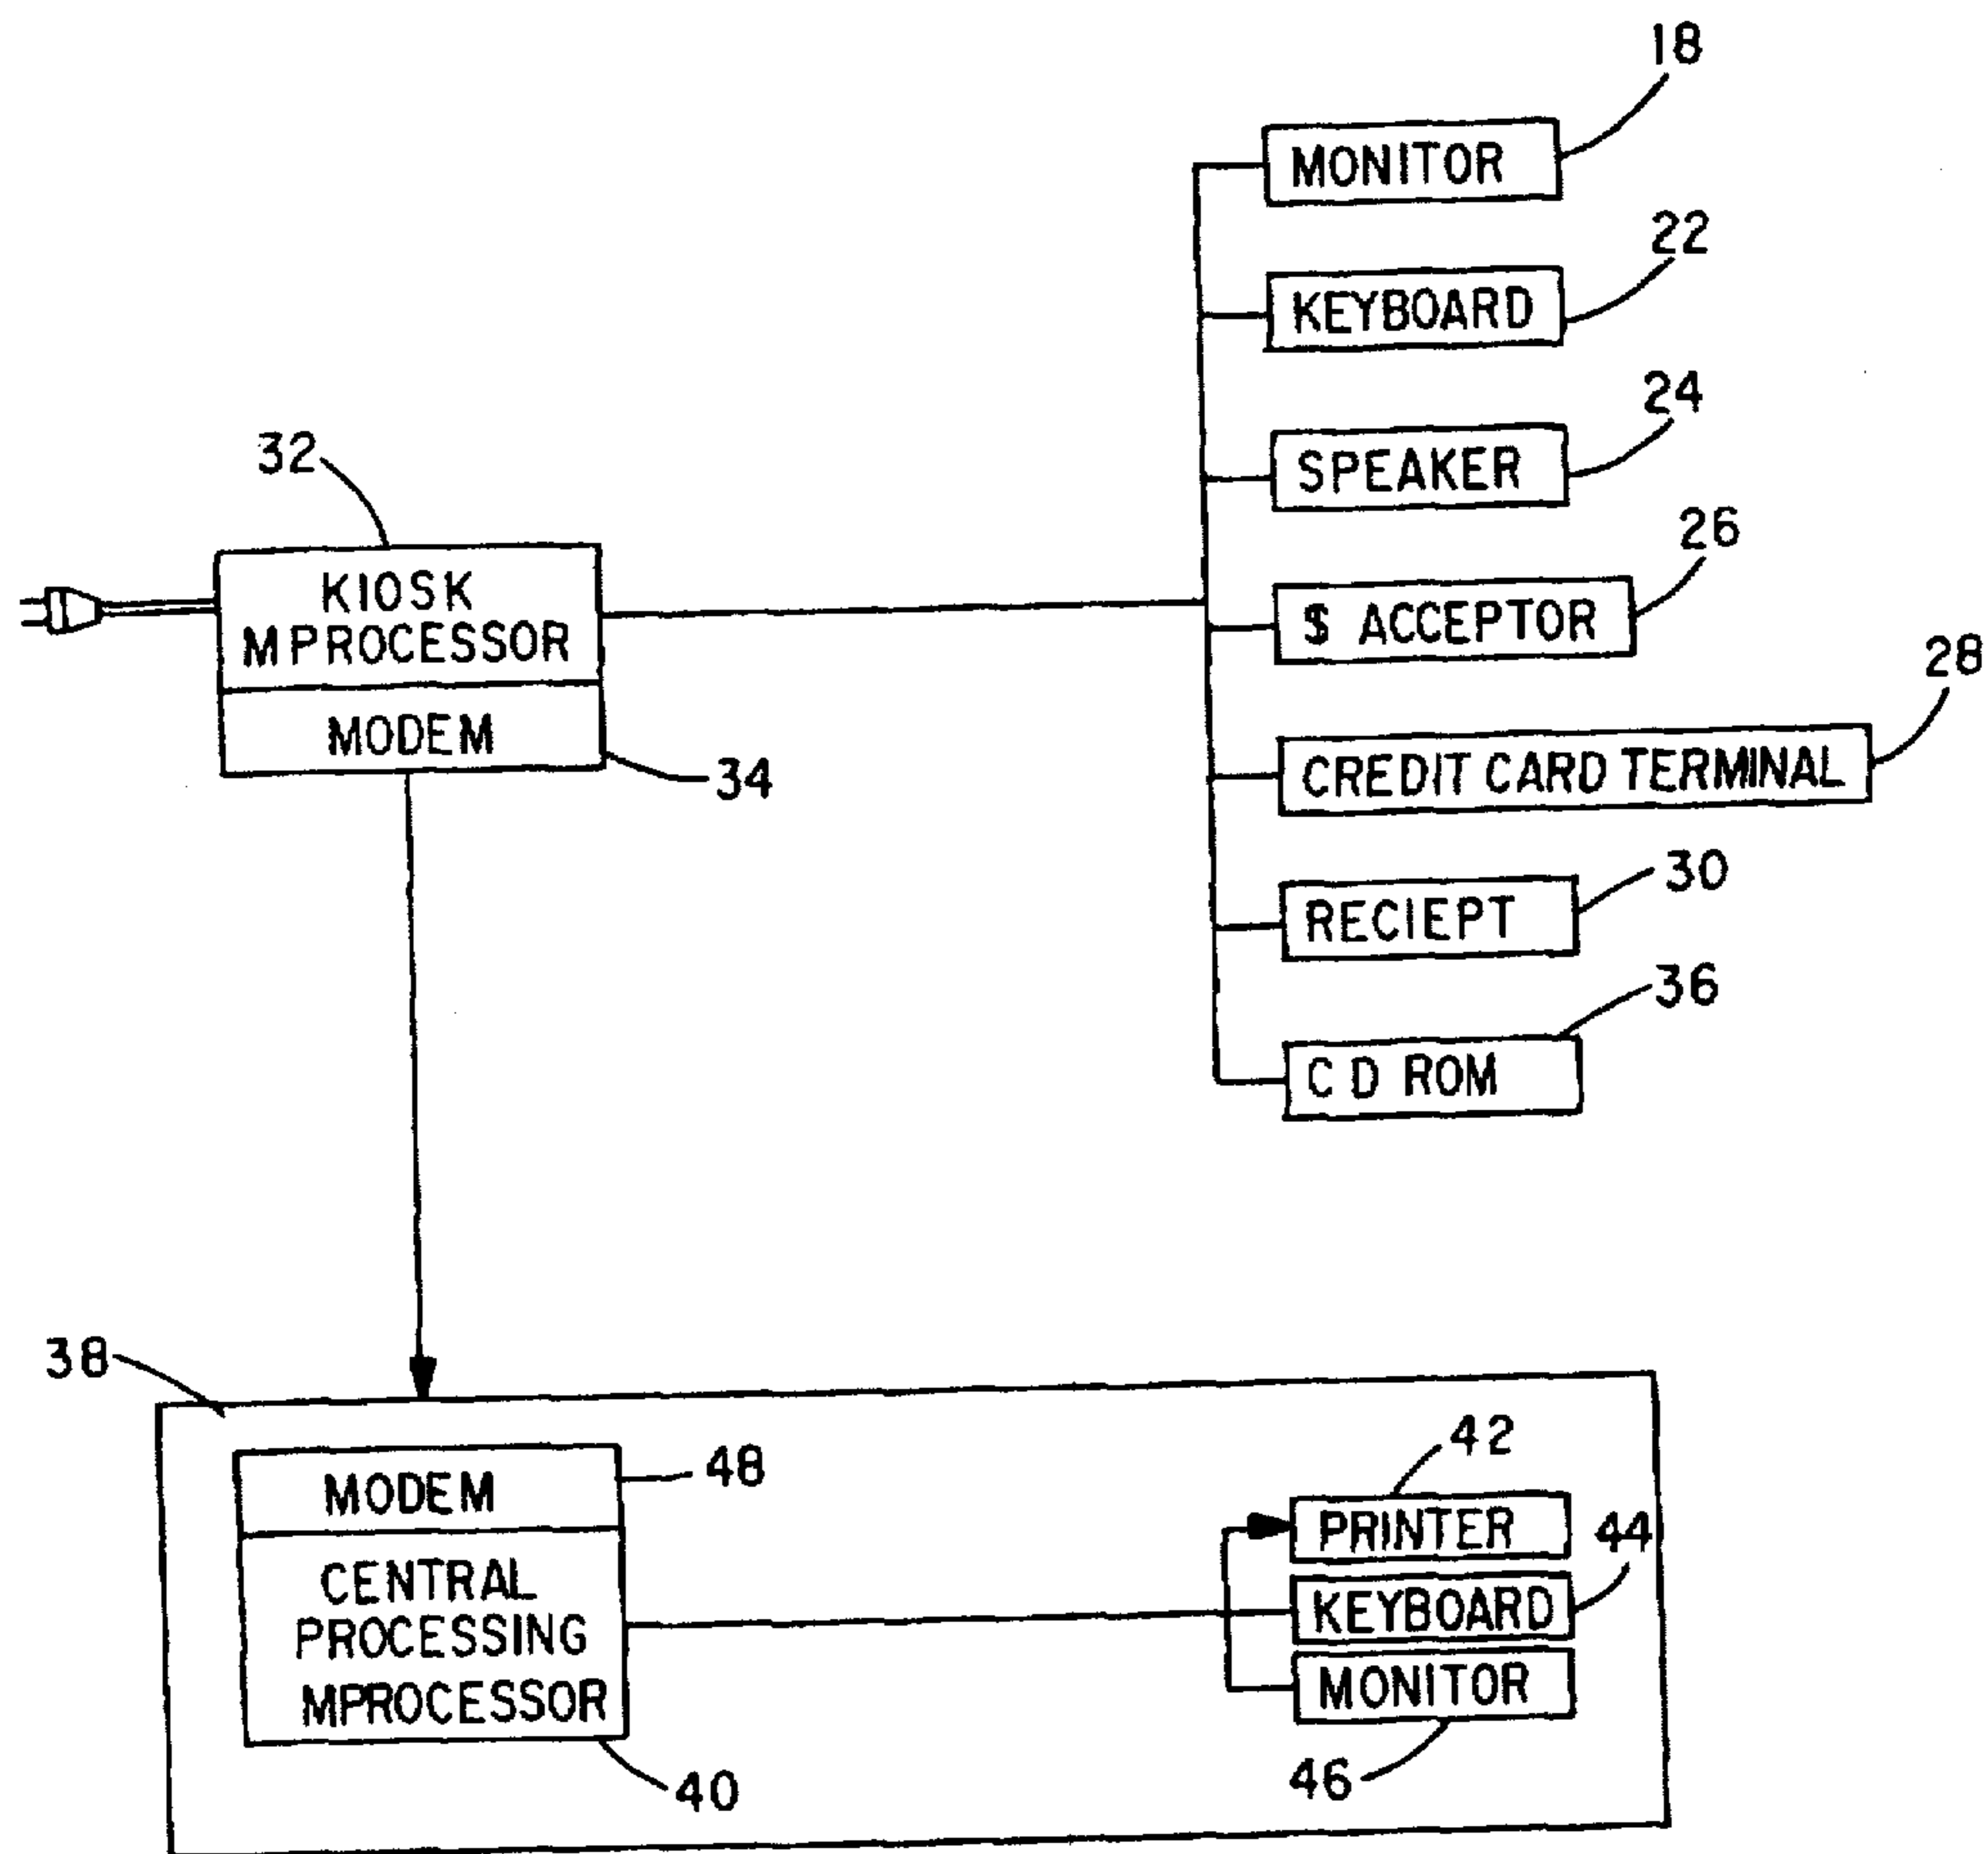 18
MONITOR
22
KEYBOARD
24
SPEAKER
26
$ ACCEPTOR
28
CREDIT CARD TERMINAL
30
RECIEPT
36
CD ROM
32
KIOSK
MPROCESSOR
MODEM
34
38
MODEM
48
CENTRAL
PROCESSING
MPROCESSOR
40
42
PRINTER
44
KEYBOARD
MONITOR
46